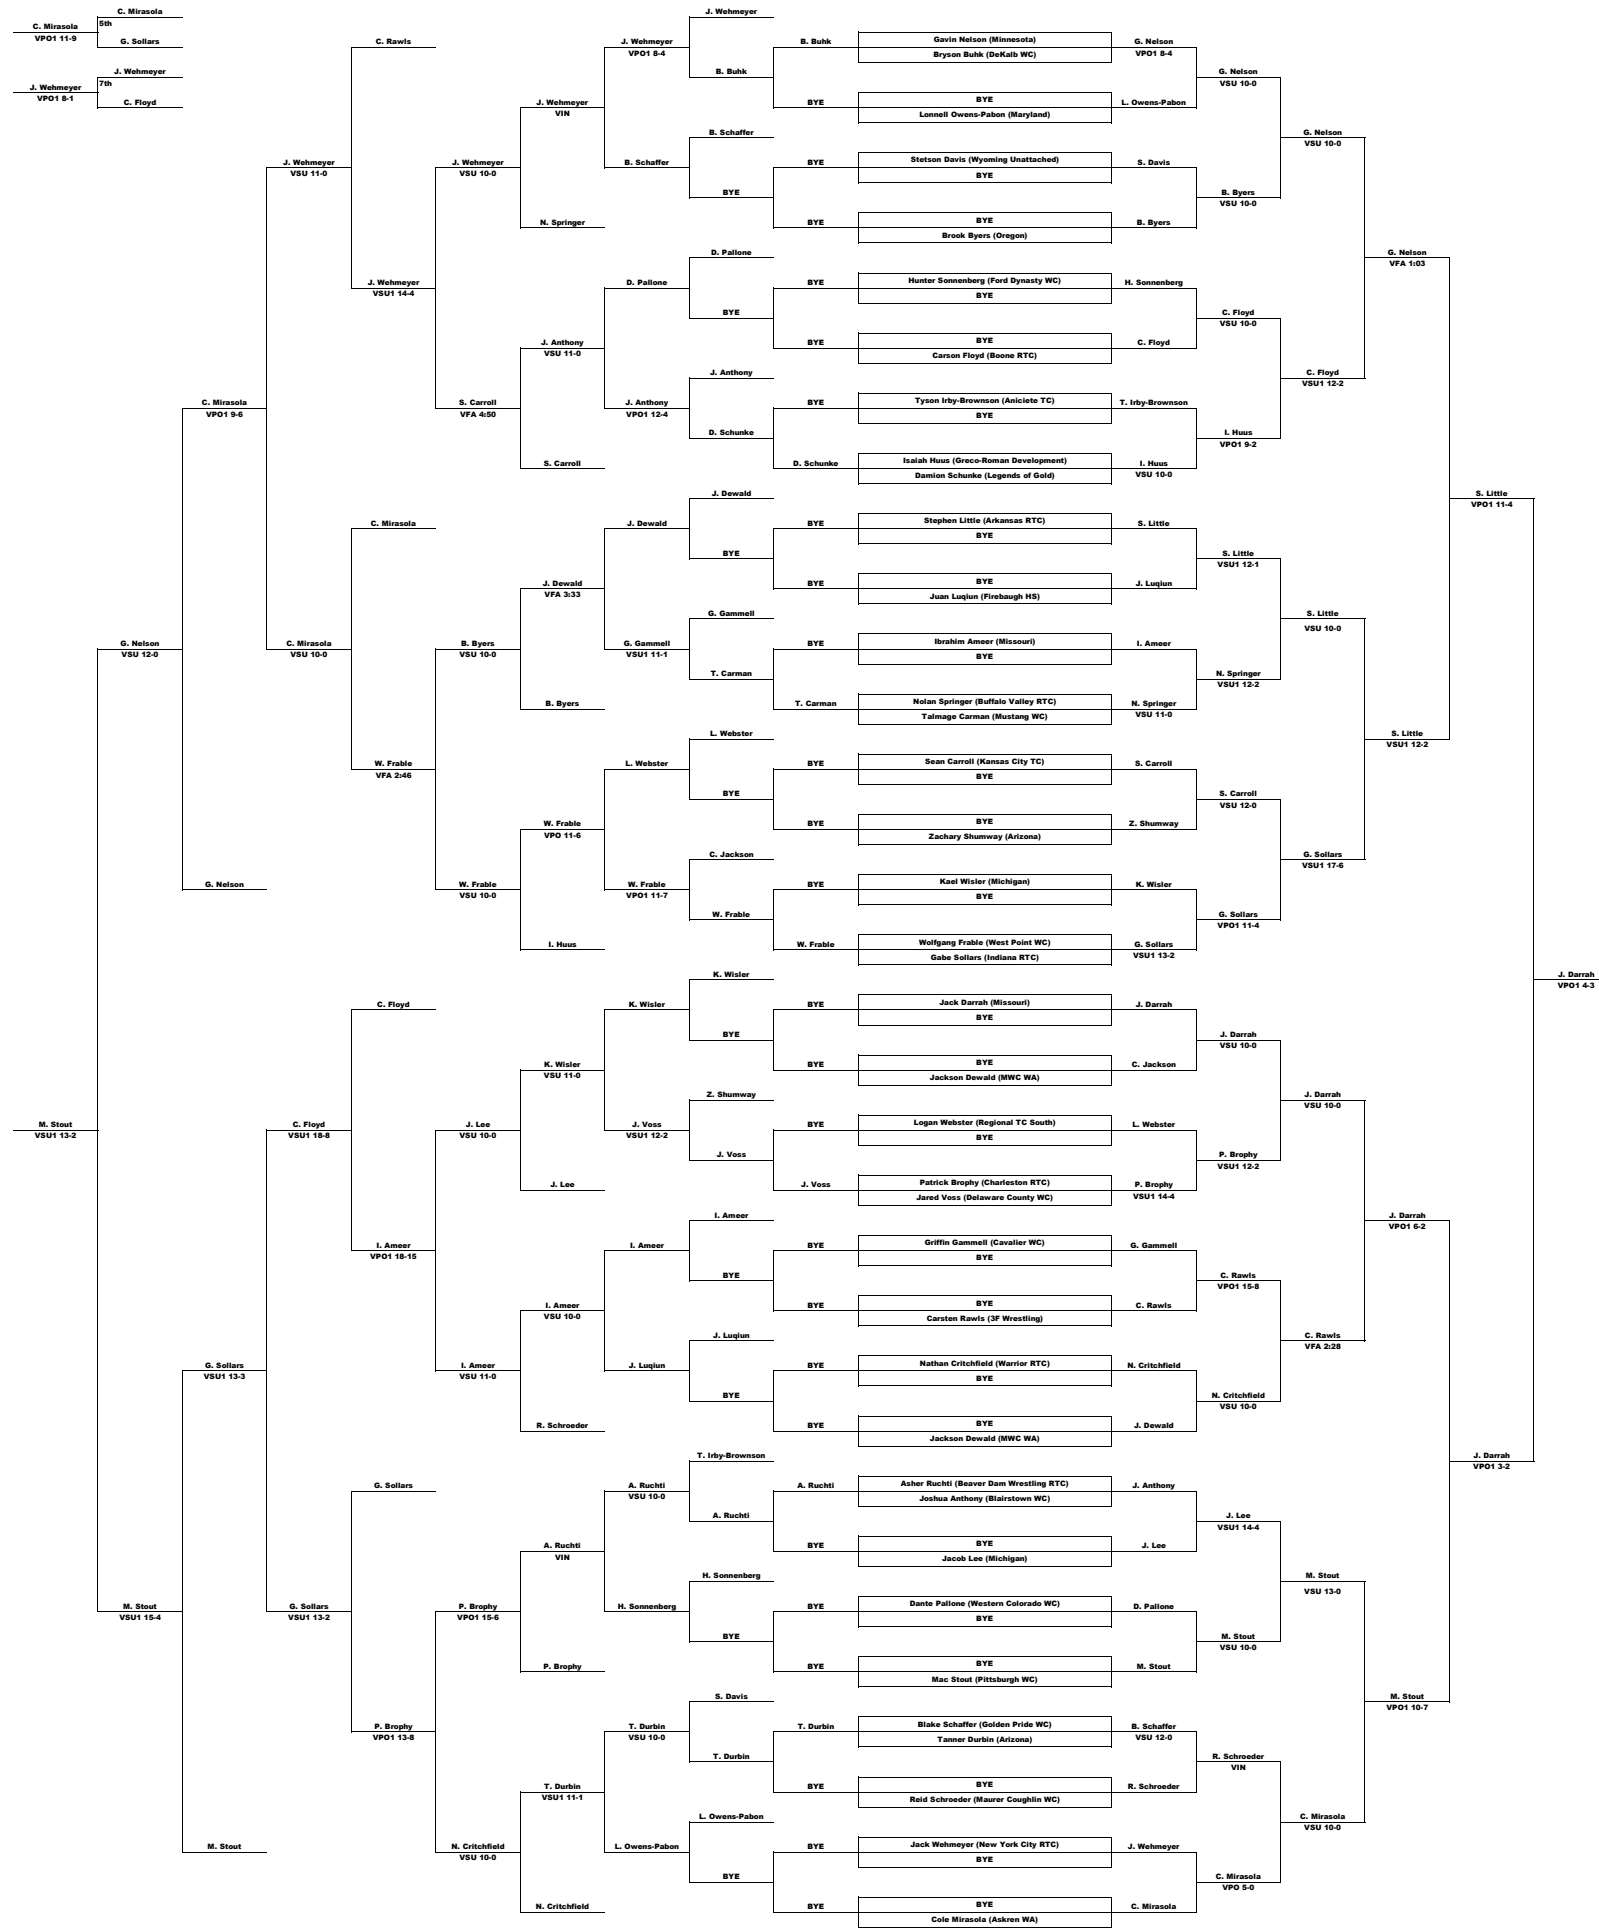 C. Mirasola
J. Wehmeyer
C. Mirasola
5th
VPO1 11-9
G. Sollars
C. Rawls
J. Wehmeyer
VPO1 8-4
B. Buhk
Gavin Nelson (Minnesota)
G. Nelson
VPO1 8-4
Bryson Buhk (DeKalb WC)
J. Wehmeyer
B. Buhk
G. Nelson
VSU 10-0
J. Wehmeyer
7th
VPO1 8-1
C. Floyd
J. Wehmeyer
VIN
BYE
BYE
L. Owens-Pabon
Lonnell Owens-Pabon (Maryland)
B. Schaffer
G. Nelson
VSU 10-0
J. Wehmeyer
VSU 11-0
J. Wehmeyer
VSU 10-0
B. Schaffer
BYE
Stetson Davis (Wyoming Unattached)
S. Davis
BYE
BYE
B. Byers
VSU 10-0
N. Springer
BYE
BYE
B. Byers
Brook Byers (Oregon)
D. Pallone
G. Nelson
VFA 1:03
J. Wehmeyer
VSU1 14-4
D. Pallone
BYE
Hunter Sonnenberg (Ford Dynasty WC)
H. Sonnenberg
BYE
BYE
C. Floyd
VSU 10-0
J. Anthony
VSU 11-0
BYE
BYE
C. Floyd
Carson Floyd (Boone RTC)
J. Anthony
C. Floyd
VSU1 12-2
C. Mirasola
VPO1 9-6
S. Carroll
VFA 4:50
J. Anthony
VPO1 12-4
BYE
Tyson Irby-Brownson (Aniciete TC)
T. Irby-Brownson
BYE
D. Schunke
I. Huus
VPO1 9-2
S. Carroll
D. Schunke
Isaiah Huus (Greco-Roman Development)
I. Huus
VSU 10-0
Damion Schunke (Legends of Gold)
J. Dewald
S. Little
VPO1 11-4
C. Mirasola
J. Dewald
BYE
Stephen Little (Arkansas RTC)
S. Little
BYE
BYE
S. Little
VSU1 12-1
J. Dewald
VFA 3:33
BYE
BYE
J. Luqiun
Juan Luqiun (Firebaugh HS)
G. Gammell
S. Little
VSU 10-0
G. Nelson
VSU 12-0
C. Mirasola
VSU 10-0
B. Byers
VSU 10-0
G. Gammell
VSU1 11-1
BYE
Ibrahim Ameer (Missouri)
I. Ameer
BYE
T. Carman
N. Springer
VSU1 12-2
B. Byers
T. Carman
Nolan Springer (Buffalo Valley RTC)
N. Springer
VSU 11-0
Talmage Carman (Mustang WC)
L. Webster
S. Little
VSU1 12-2
W. Frable
VFA 2:46
L. Webster
BYE
Sean Carroll (Kansas City TC)
S. Carroll
BYE
BYE
S. Carroll
VSU 12-0
W. Frable
VPO 11-6
BYE
BYE
Z. Shumway
Zachary Shumway (Arizona)
C. Jackson
G. Sollars
VSU1 17-6
G. Nelson
W. Frable
VSU 10-0
W. Frable
VPO1 11-7
BYE
Kael Wisler (Michigan)
K. Wisler
BYE
W. Frable
G. Sollars
VPO1 11-4
I. Huus
W. Frable
Wolfgang Frable (West Point WC)
G. Sollars
VSU1 13-2
Gabe Sollars (Indiana RTC)
K. Wisler
J. Darrah
VPO1 4-3
C. Floyd
K. Wisler
BYE
Jack Darrah (Missouri)
J. Darrah
BYE
BYE
J. Darrah
VSU 10-0
K. Wisler
VSU 11-0
BYE
BYE
C. Jackson
Jackson Dewald (MWC WA)
Z. Shumway
J. Darrah
VSU 10-0
M. Stout
VSU1 13-2
C. Floyd
VSU1 18-8
J. Lee
VSU 10-0
J. Voss
VSU1 12-2
BYE
Logan Webster (Regional TC South)
L. Webster
BYE
J. Voss
P. Brophy
VSU1 12-2
J. Lee
J. Voss
Patrick Brophy (Charleston RTC)
P. Brophy
VSU1 14-4
Jared Voss (Delaware County WC)
I. Ameer
J. Darrah
VPO1 6-2
I. Ameer
VPO1 18-15
I. Ameer
BYE
Griffin Gammell (Cavalier WC)
G. Gammell
BYE
BYE
C. Rawls
VPO1 15-8
I. Ameer
VSU 10-0
BYE
BYE
C. Rawls
Carsten Rawls (3F Wrestling)
J. Luqiun
C. Rawls
VFA 2:28
G. Sollars
VSU1 13-3
I. Ameer
VSU 11-0
J. Luqiun
BYE
Nathan Critchfield (Warrior RTC)
N. Critchfield
BYE
BYE
N. Critchfield
VSU 10-0
R. Schroeder
BYE
BYE
J. Dewald
Jackson Dewald (MWC WA)
T. Irby-Brownson
J. Darrah
VPO1 3-2
G. Sollars
A. Ruchti
VSU 10-0
A. Ruchti
Asher Ruchti (Beaver Dam Wrestling RTC)
J. Anthony
Joshua Anthony (Blairstown WC)
A. Ruchti
J. Lee
VSU1 14-4
A. Ruchti
VIN
BYE
BYE
J. Lee
Jacob Lee (Michigan)
H. Sonnenberg
M. Stout
VSU 13-0
M. Stout
VSU1 15-4
G. Sollars
VSU1 13-2
P. Brophy
VPO1 15-6
H. Sonnenberg
BYE
Dante Pallone (Western Colorado WC)
D. Pallone
BYE
BYE
M. Stout
VSU 10-0
P. Brophy
BYE
BYE
M. Stout
Mac Stout (Pittsburgh WC)
S. Davis
M. Stout
VPO1 10-7
P. Brophy
VPO1 13-8
T. Durbin
VSU 10-0
T. Durbin
Blake Schaffer (Golden Pride WC)
B. Schaffer
VSU 12-0
Tanner Durbin (Arizona)
T. Durbin
R. Schroeder
VIN
T. Durbin
VSU1 11-1
BYE
BYE
R. Schroeder
Reid Schroeder (Maurer Coughlin WC)
L. Owens-Pabon
C. Mirasola
VSU 10-0
M. Stout
N. Critchfield
VSU 10-0
L. Owens-Pabon
BYE
Jack Wehmeyer (New York City RTC)
J. Wehmeyer
BYE
BYE
C. Mirasola
VPO 5-0
N. Critchfield
BYE
BYE
C. Mirasola
Cole Mirasola (Askren WA)